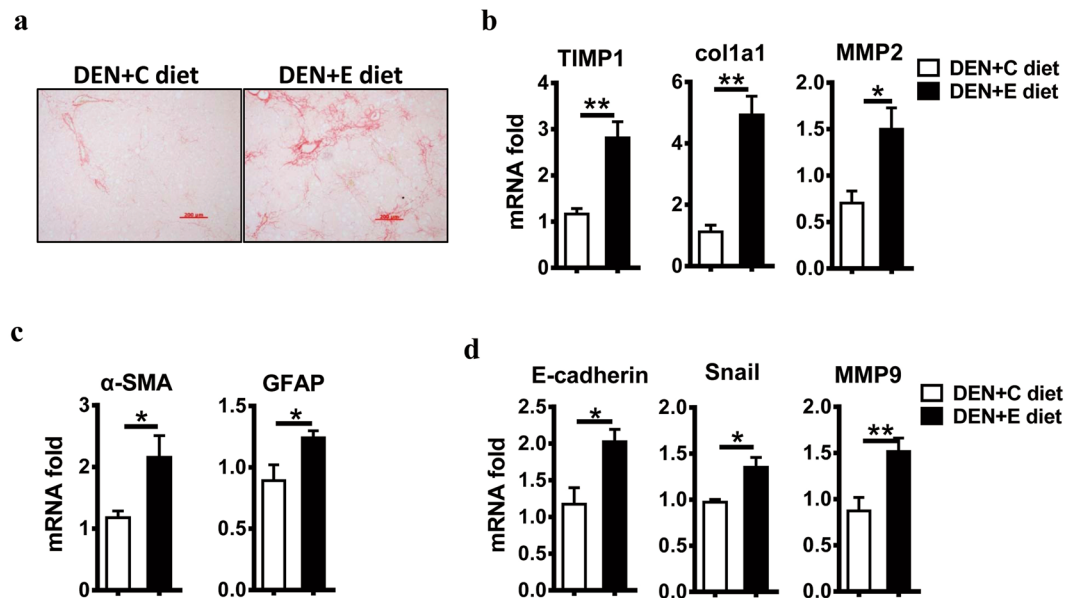 a
DEN+C diet
DEN+E diet
200 μm
200 μm
b
TIMP1
col1a1
MMP2
DEN+C diet
DEN+E diet
mRNA fold
4
3
2
1
0
**
6
4
2
0
**
2.0
1.5
1.0
0.5
0.0
*
c
α-SMA
GFAP
mRNA fold
3
2
1
0
*
1.5
1.0
0.5
0.0
*
d
E-cadherin
Snail
MMP9
DEN+C diet
DEN+E diet
mRNA fold
2.5
2.0
1.5
1.0
0.5
0.0
*
2.0
1.5
1.0
0.5
0.0
*
2.0
1.5
1.0
0.5
0.0
**